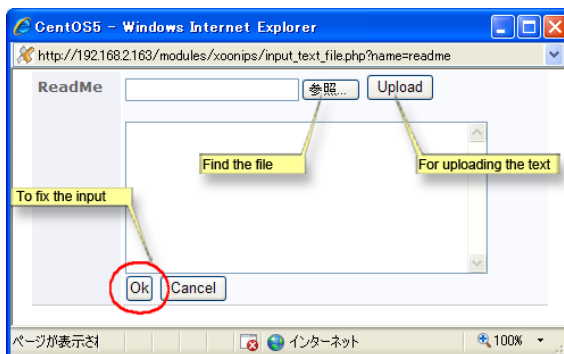 CentOS5 - Windows Internet Explorer
http://192.168.2.163/modules/xoonips/input_text_file.php?name=readme
ReadMe
参照...
Upload
Find the file
For uploading the text
To fix the input
Ok
Cancel
ページが表示され
インターネット
100%